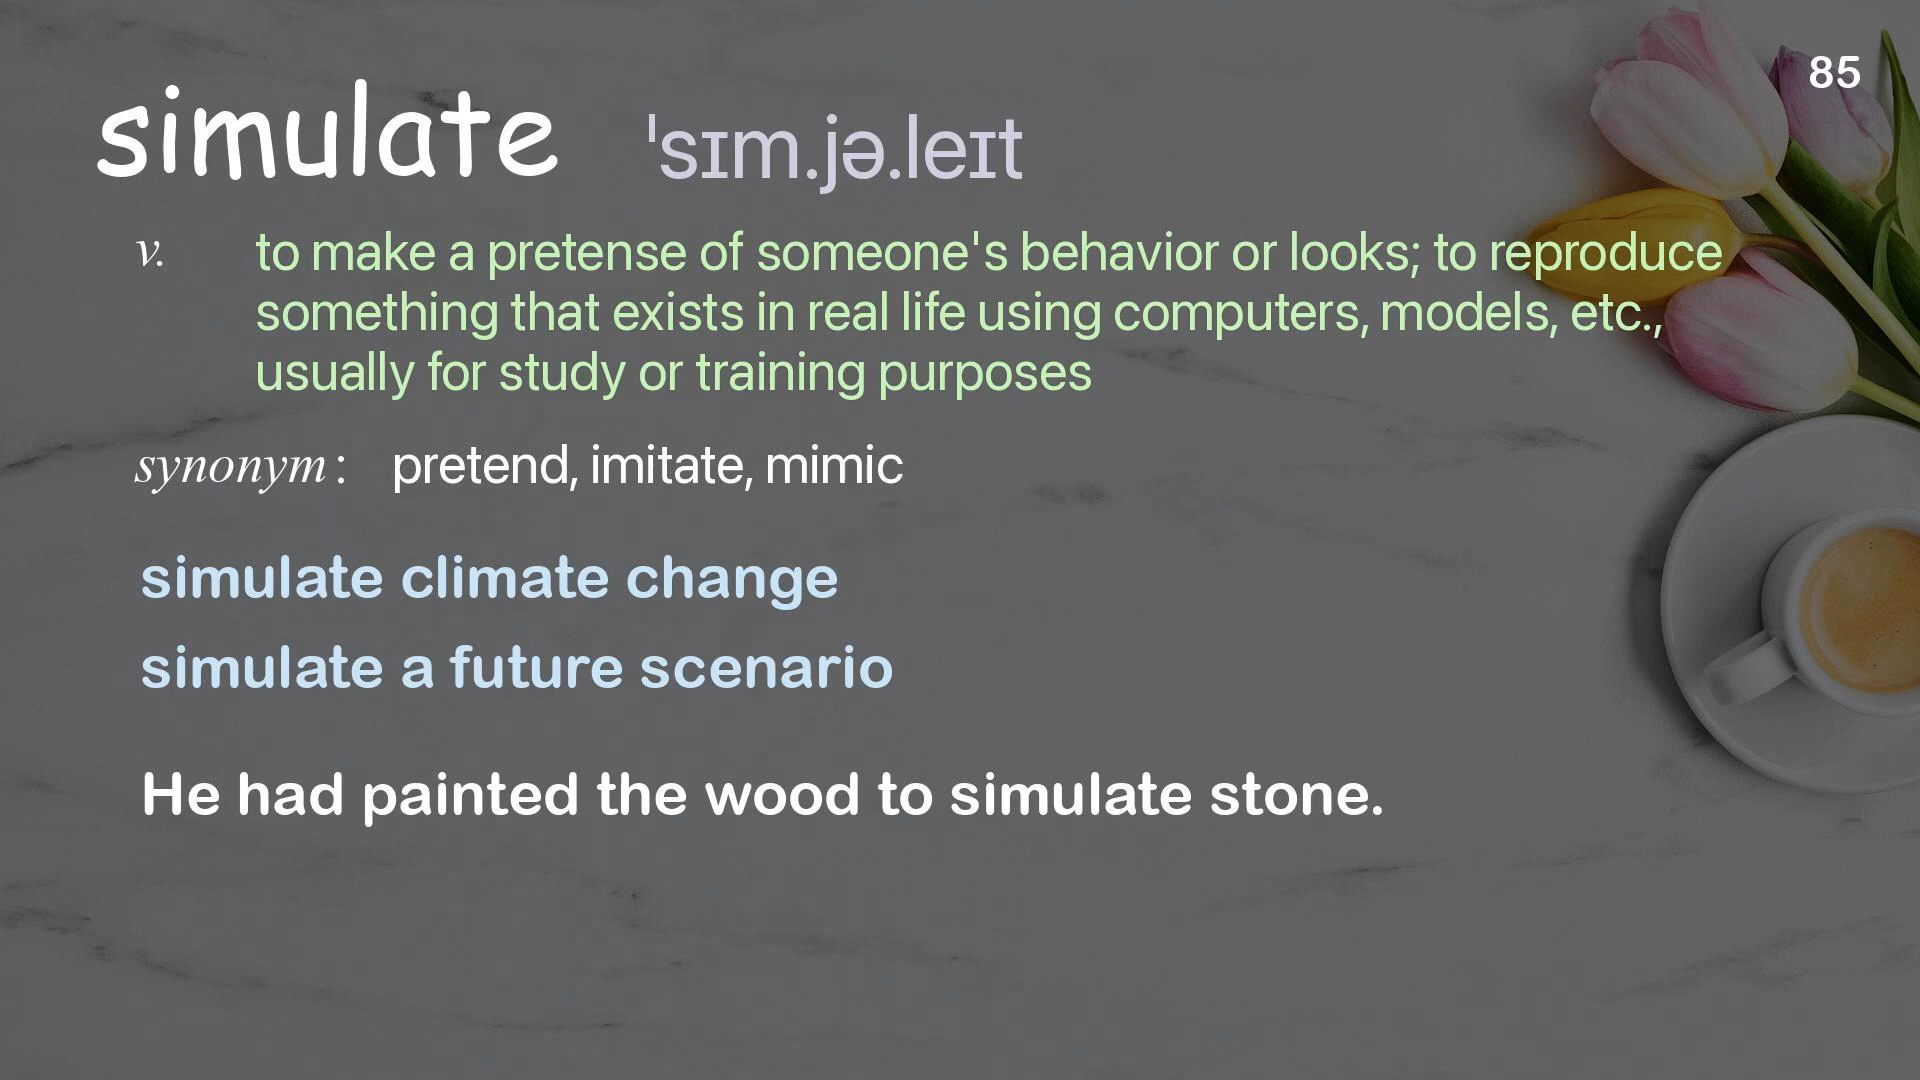 85
simulate ˈsɪm.jə.leɪt
v. to make a pretense of someone's behavior or looks; to reproduce
something that exists in real life using computers, models, etc.,
usually for study or training purposes
synonym : pretend, imitate, mimic
simulate climate change
simulate a future scenario
He had painted the wood to simulate stone.